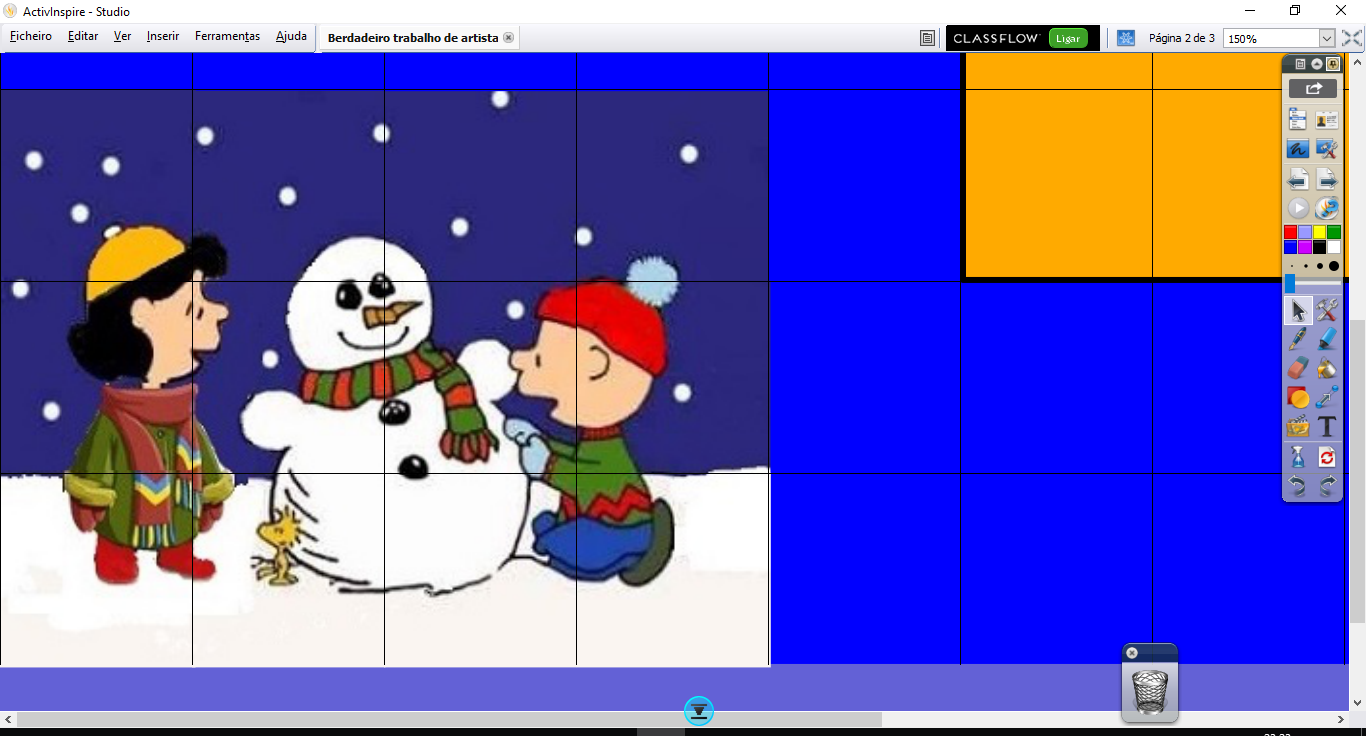 ActivInspire - Studio
Ficheiro Editar Ver Inserir Ferramentas Ajuda Berdadeiro trabalho de artista CLASSFLOW Ligar Página 2 de 3 150%
T